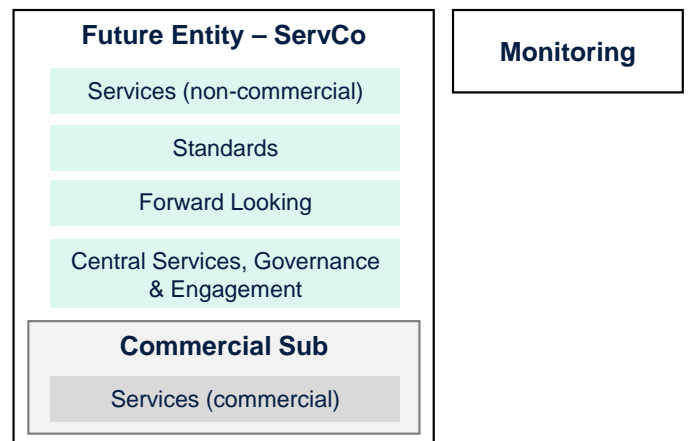 Future Entity – ServCo
Services (non-commercial)
Standards
Forward Looking
Central Services, Governance
& Engagement
Commercial Sub
Services (commercial)
Monitoring